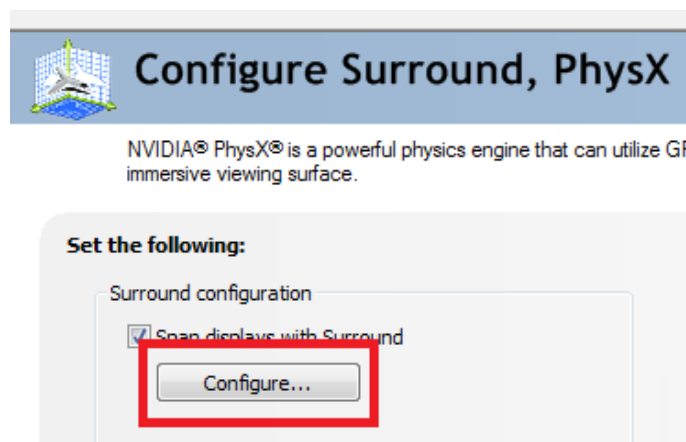 Configure Surround, PhysX
NVIDIA® PhysX® is a powerful physics engine that can utilize
immersive viewing surface.
Set the following:
Surround configuration
Span displays with Surround
Configure...